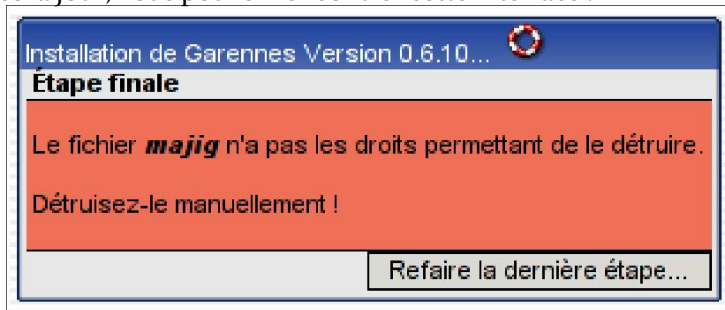 Installation de Garennes Version 0.6.10...
Étape finale
Le fichier majig n'a pas les droits permettant de le détruire.
Détruisez-le manuellement !
Refaire la dernière étape...